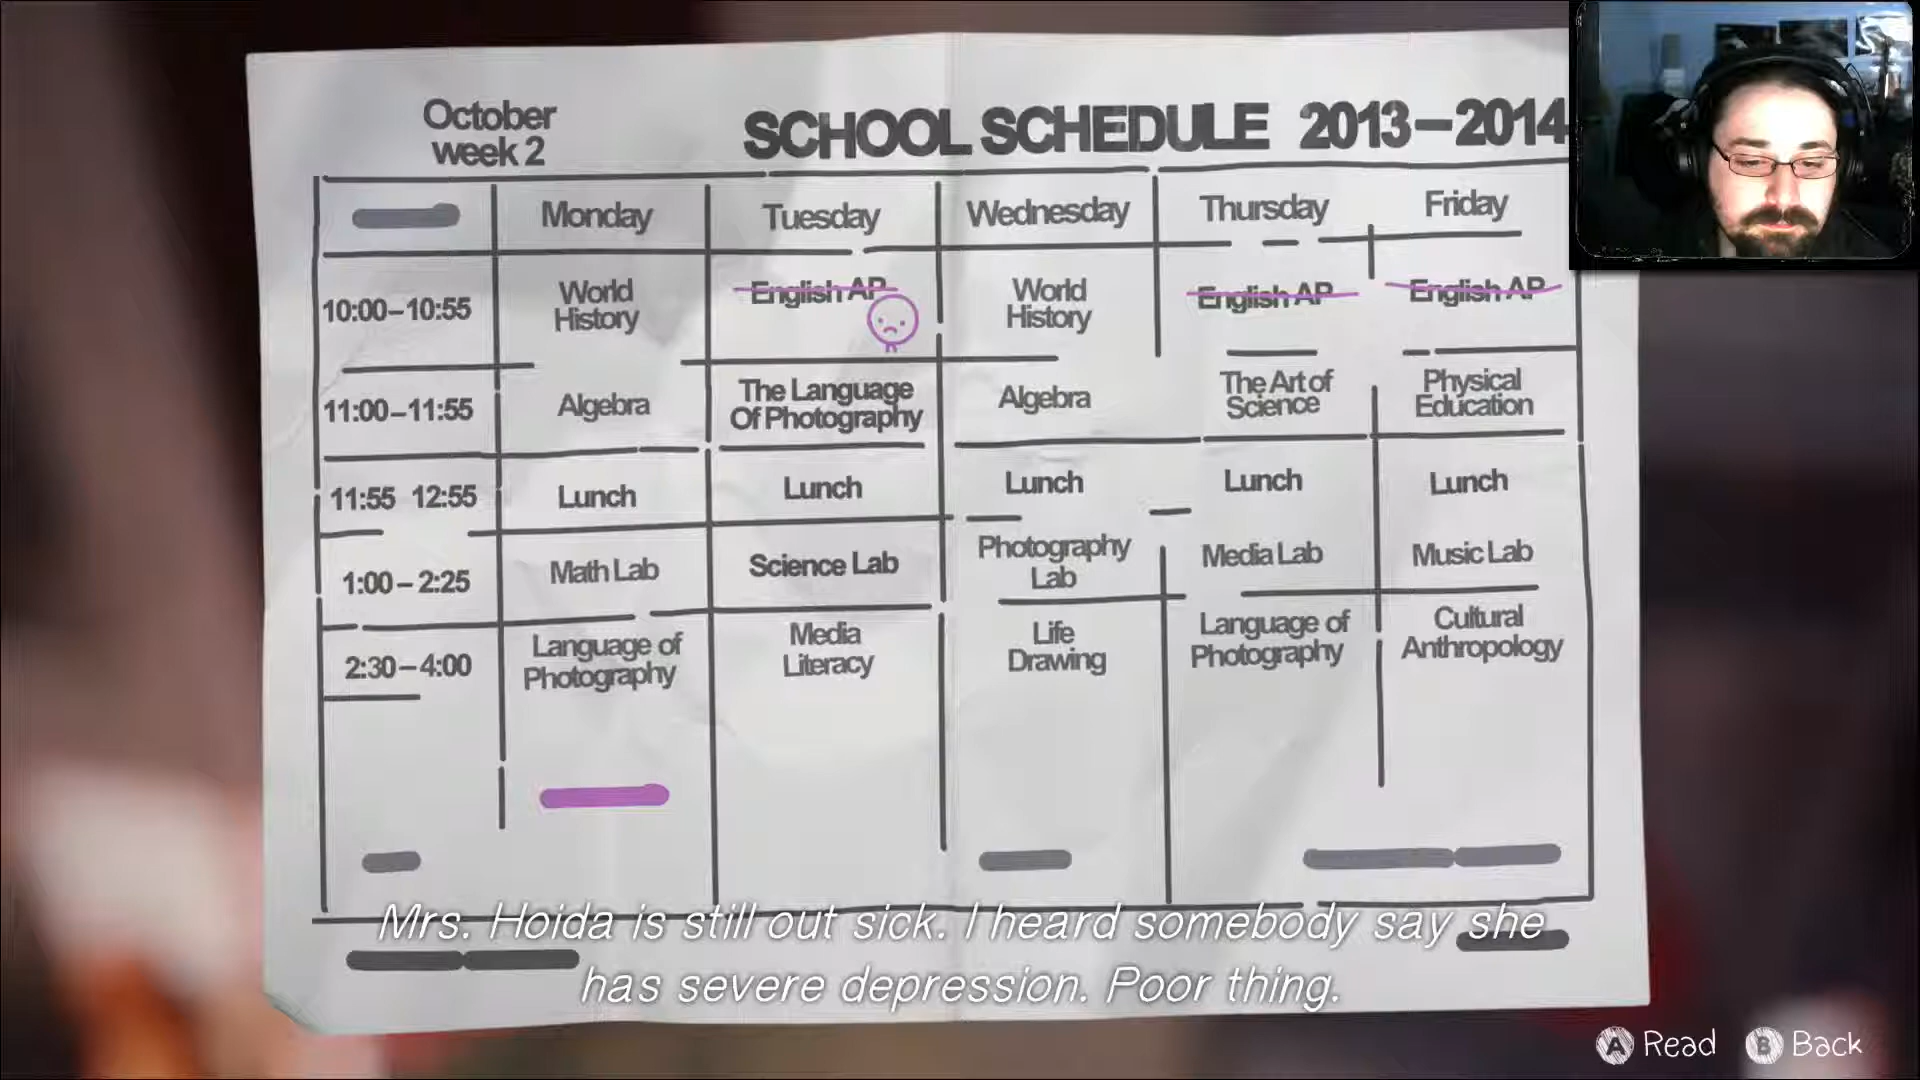 October
week 2
SCHOOL SCHEDULE 2013-2014
Monday Tuesday Wednesday Thursday Friday
10:00-10:55 World History English AP World History English AP English AP
11:00-11:55 Algebra The Language Of Photography Algebra The Art of Science Physical Education
11:55 12:55 Lunch Lunch Lunch Lunch Lunch
1:00-2:25 Math Lab Science Lab Photography Lab Media Lab Music Lab
2:30-4:00 Language of Photography Media Literacy Life Drawing Language of Photography Cultural Anthropology
Mrs. Hoida is still out sick. I heard somebody say she
has severe depression. Poor thing.
A Read B Back